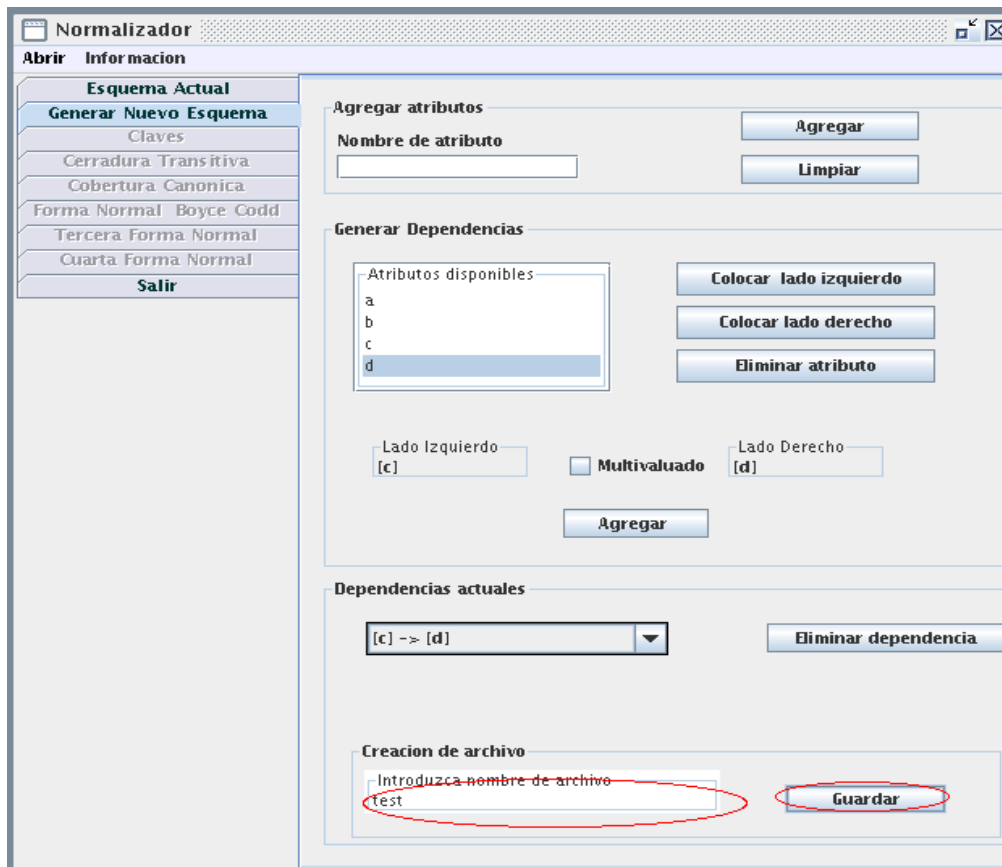 Normalizador
Abrir Informacion
Esquema Actual
Generar Nuevo Esquema
Claves
Cerradura Transitiva
Cobertura Canonica
Forma Normal Boyce Codd
Tercera Forma Normal
Cuarta Forma Normal
Salir
Agregar atributos
Nombre de atributo
Agregar
Limpiar
Generar Dependencias
Atributos disponibles
a
b
c
d
Colocar lado izquierdo
Colocar lado derecho
Eliminar atributo
Lado Izquierdo
[c]
Multivaluado
Lado Derecho
[d]
Agregar
Dependencias actuales
[c] -> [d]
Eliminar dependencia
Creacion de archivo
Introduzca nombre de archivo
test
Guardar